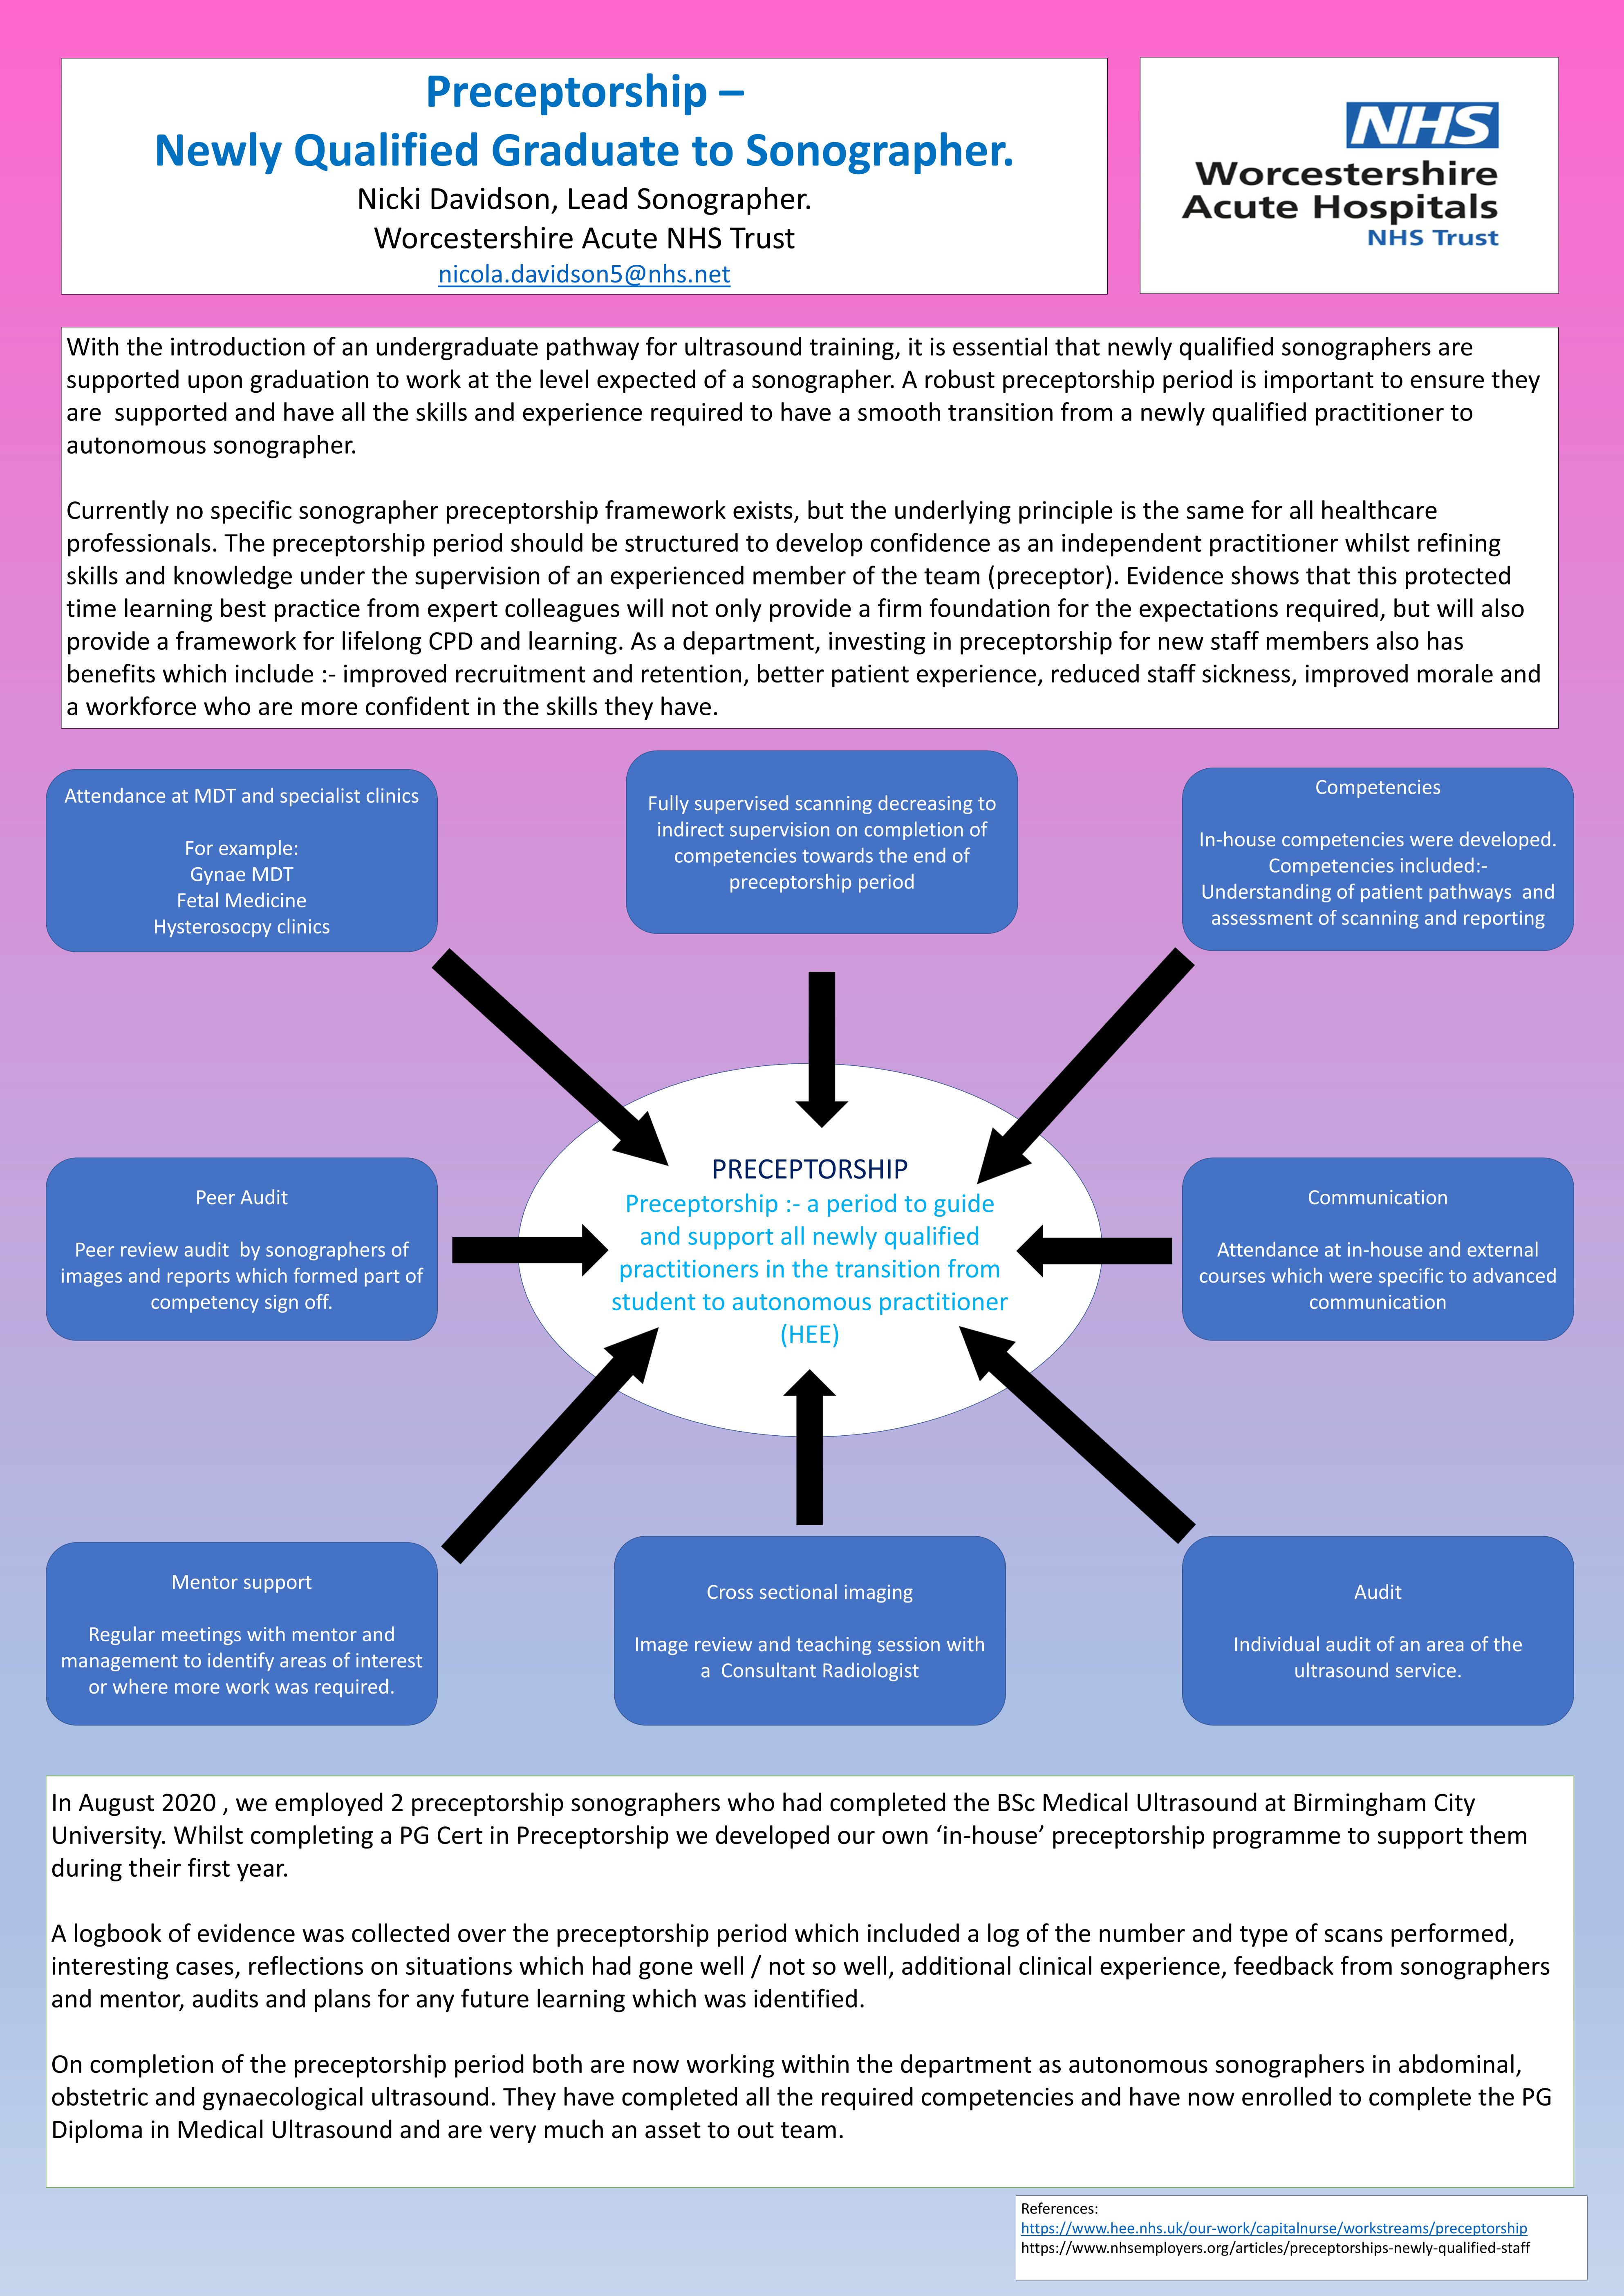 Preceptorship –
Newly Qualified Graduate to Sonographer.
Nicki Davidson, Lead Sonographer.
Worcestershire Acute NHS Trust
nicola.davidson5@nhs.net
NHS
Worcestershire
Acute Hospitals
NHS Trust
With the introduction of an undergraduate pathway for ultrasound training, it is essential that newly qualified sonographers are
supported upon graduation to work at the level expected of a sonographer. A robust preceptorship period is important to ensure they
are  supported and have all the skills and experience required to have a smooth transition from a newly qualified practitioner to
autonomous sonographer.
Currently no specific sonographer preceptorship framework exists, but the underlying principle is the same for all healthcare
professionals. The preceptorship period should be structured to develop confidence as an independent practitioner whilst refining
skills and knowledge under the supervision of an experienced member of the team (preceptor). Evidence shows that this protected
time learning best practice from expert colleagues will not only provide a firm foundation for the expectations required, but will also
provide a framework for lifelong CPD and learning. As a department, investing in preceptorship for new staff members also has
benefits which include :- improved recruitment and retention, better patient experience, reduced staff sickness, improved morale and
a workforce who are more confident in the skills they have.
Attendance at MDT and specialist clinics
For example:
Gynae MDT
Fetal Medicine
Hysterosocpy clinics
Fully supervised scanning decreasing to
indirect supervision on completion of
competencies towards the end of
preceptorship period
Competencies
In-house competencies were developed.
Competencies included:-
Understanding of patient pathways  and
assessment of scanning and reporting
Peer Audit
Peer review audit  by sonographers of
images and reports which formed part of
competency sign off.
PRECEPTORSHIP
Preceptorship :- a period to guide
and support all newly qualified
practitioners in the transition from
student to autonomous practitioner
(HEE)
Communication
Attendance at in-house and external
courses which were specific to advanced
communication
Mentor support
Regular meetings with mentor and
management to identify areas of interest
or where more work was required.
Cross sectional imaging
Image review and teaching session with
a  Consultant Radiologist
Audit
Individual audit of an area of the
ultrasound service.
In August 2020 , we employed 2 preceptorship sonographers who had completed the BSc Medical Ultrasound at Birmingham City
University. Whilst completing a PG Cert in Preceptorship we developed our own ‘in-house’ preceptorship programme to support them
during their first year.
A logbook of evidence was collected over the preceptorship period which included a log of the number and type of scans performed,
interesting cases, reflections on situations which had gone well / not so well, additional clinical experience, feedback from sonographers
and mentor, audits and plans for any future learning which was identified.
On completion of the preceptorship period both are now working within the department as autonomous sonographers in abdominal,
obstetric and gynaecological ultrasound. They have completed all the required competencies and have now enrolled to complete the PG
Diploma in Medical Ultrasound and are very much an asset to out team.
References:
https://www.hee.nhs.uk/our-work/capitalnurse/workstreams/preceptorship
https://www.nhsemployers.org/articles/preceptorships-newly-qualified-staff